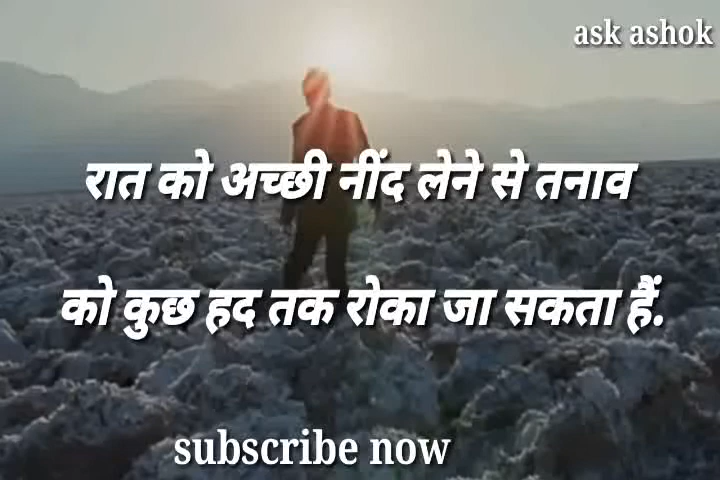 ask ashok
रात को अच्छी नींद लेने से तनाव
को कुछ हद तक रोका जा सकता हैं.
subscribe now